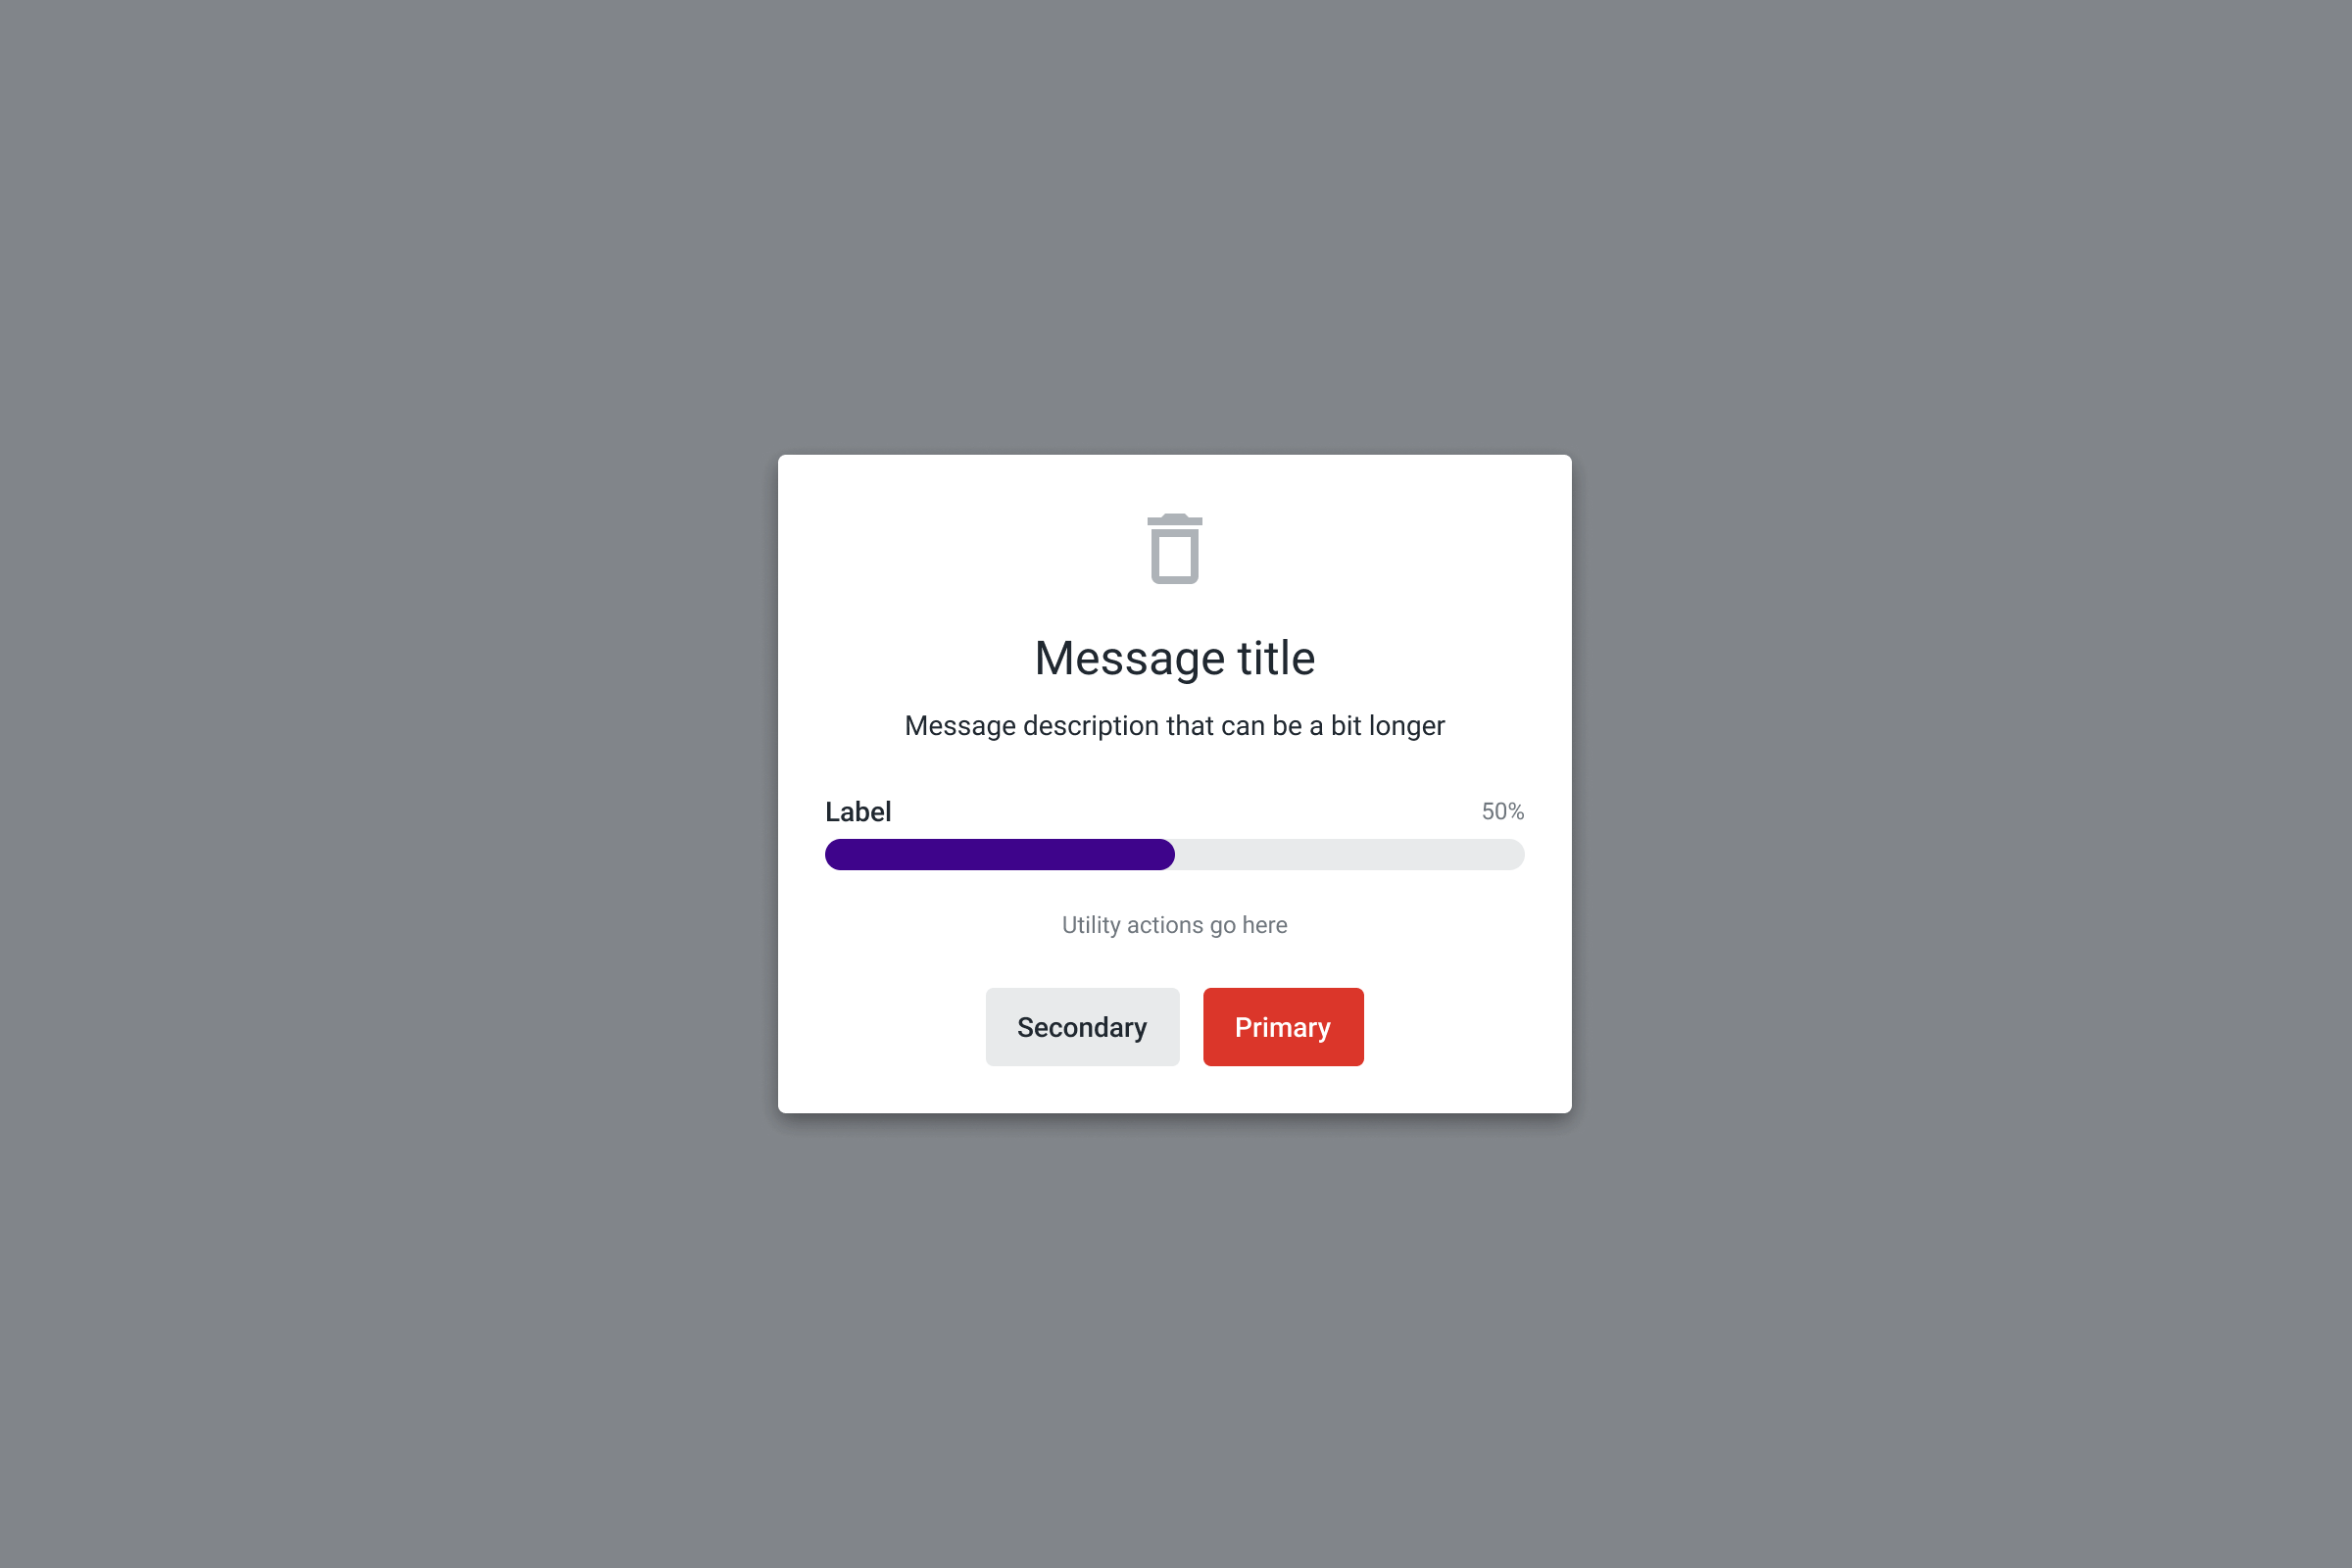 Message title
Message description that can be a bit longer
Label 50%
Utility actions go here
Secondary Primary